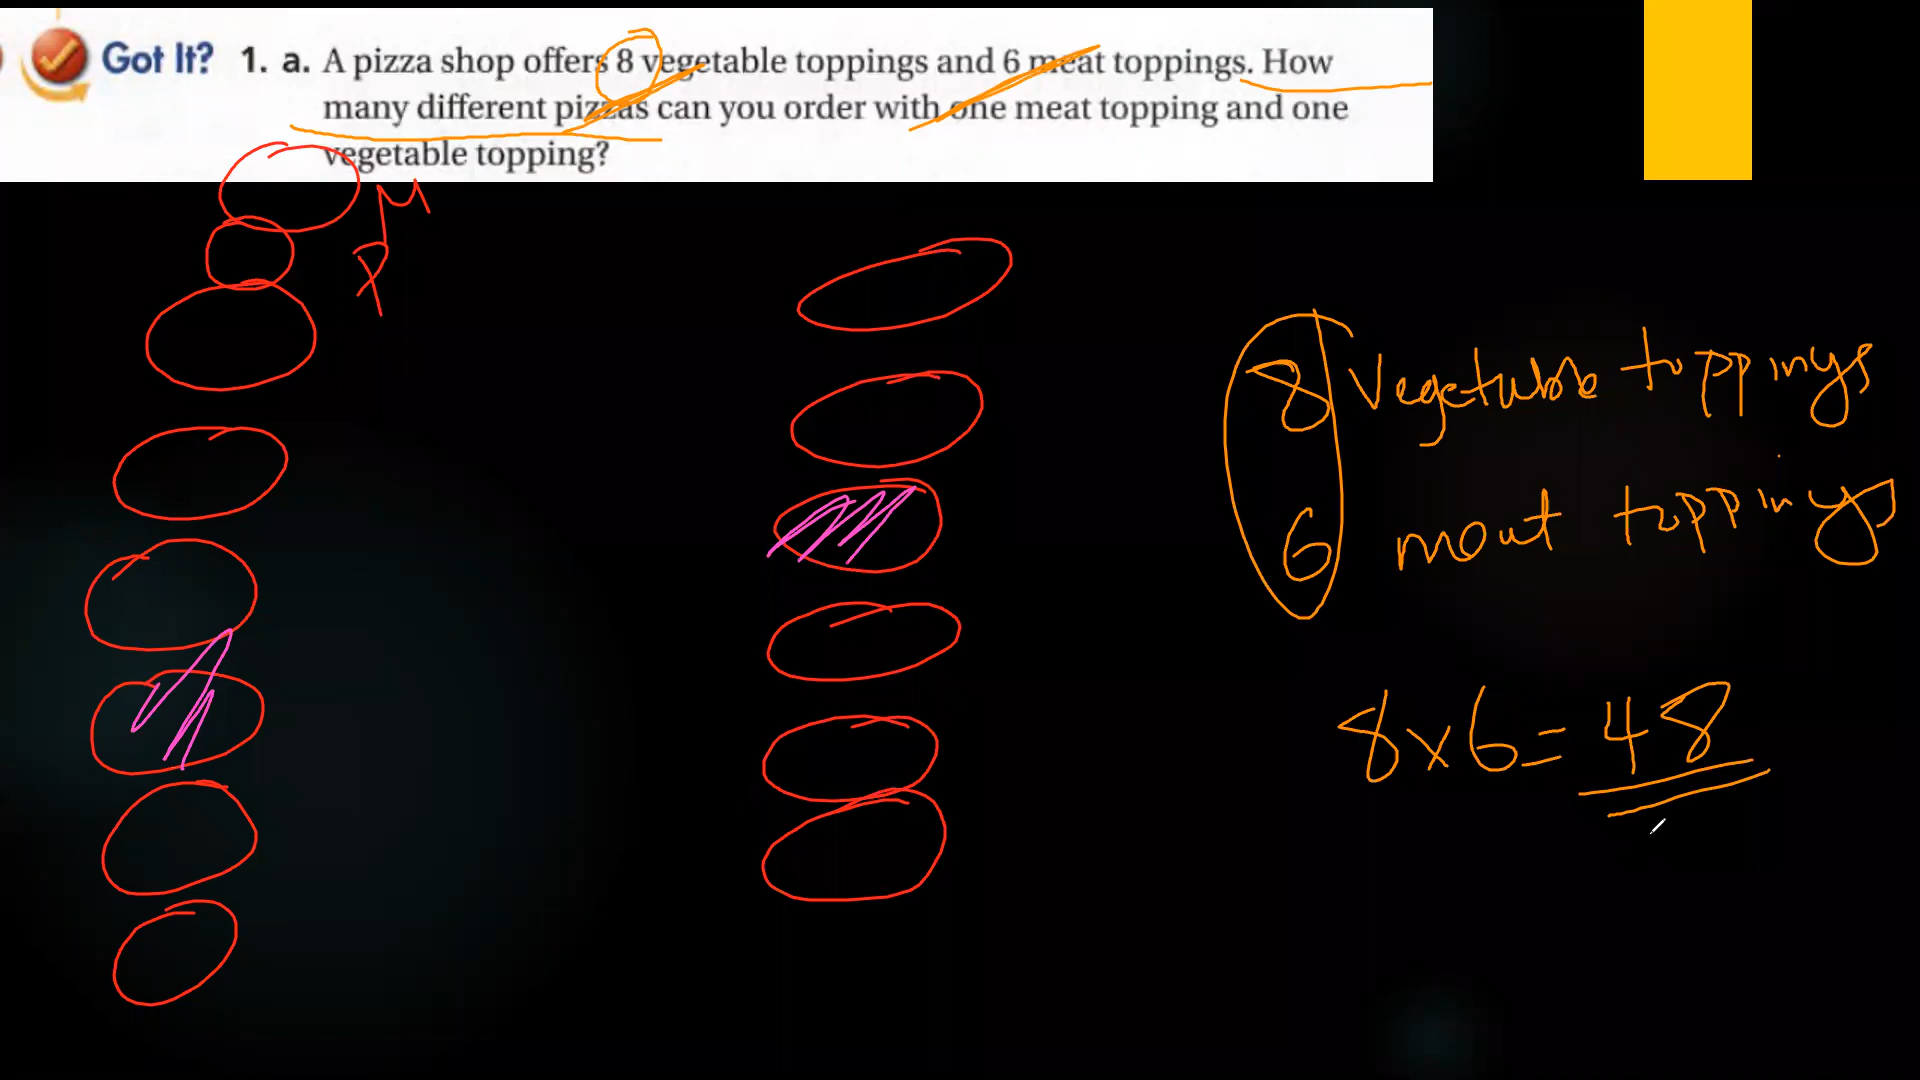 Got It? 1. a. A pizza shop offers 8 vegetable toppings and 6 meat toppings. How
many different pizzas can you order with one meat topping and one
vegetable topping?
M
P
8 Vegetable toppings
6 meat toppings
8x6=48